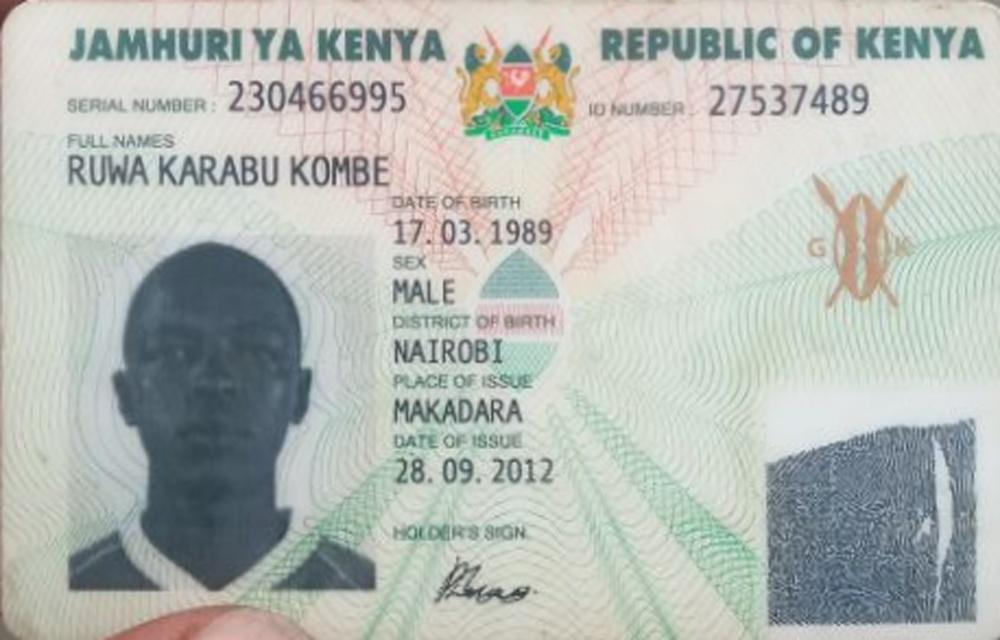 JAMHURI YA KENYA
REPUBLIC OF KENYA
SERIAL NUMBER : 230466995
ID NUMBER : 27537489
FULL NAMES
RUWA KARABU KOMBE
DATE OF BIRTH
17. 03. 1989
SEX
MALE
DISTRICT OF BIRTH
NAIROBI
PLACE OF ISSUE
MAKADARA
DATE OF ISSUE
28. 09. 2012
HOLDER'S SIGN.
G K